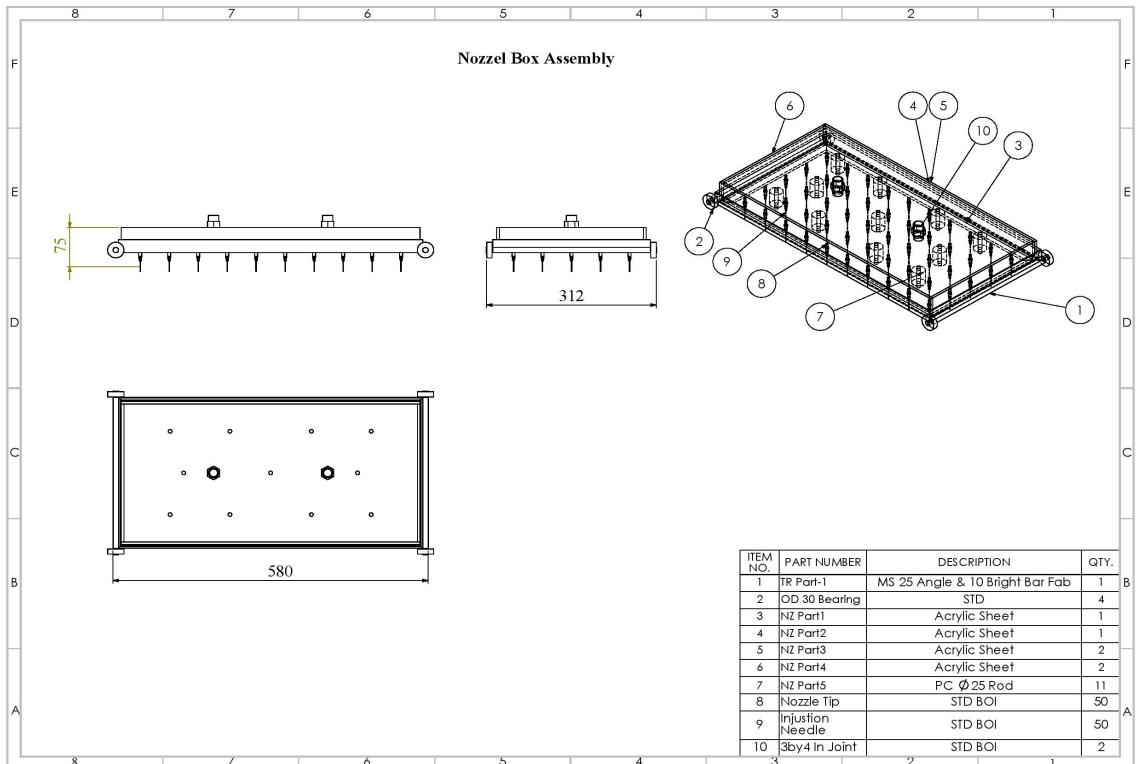 8 7 6 5 4 3 2 1
Nozzel Box Assembly
F F
E E
D D
C C
B B
A A
6 4 5 10 3
2 9 8 7 1
75
312
580
ITEM NO. PART NUMBER DESCRIPTION QTY.
1 TR Part-1 MS 25 Angle & 10 Bright Bar Fab 1
2 OD 30 Bearing STD 4
3 NZ Part1 Acrylic Sheet 1
4 NZ Part2 Acrylic Sheet 1
5 NZ Part3 Acrylic Sheet 2
6 NZ Part4 Acrylic Sheet 2
7 NZ Part5 PC Ø 25 Rod 11
8 Nozzle Tip STD BOI 50
9 Injustion Needle STD BOI 50
10 3by4 In Joint STD BOI 2
8 7 6 5 4 3 2 1